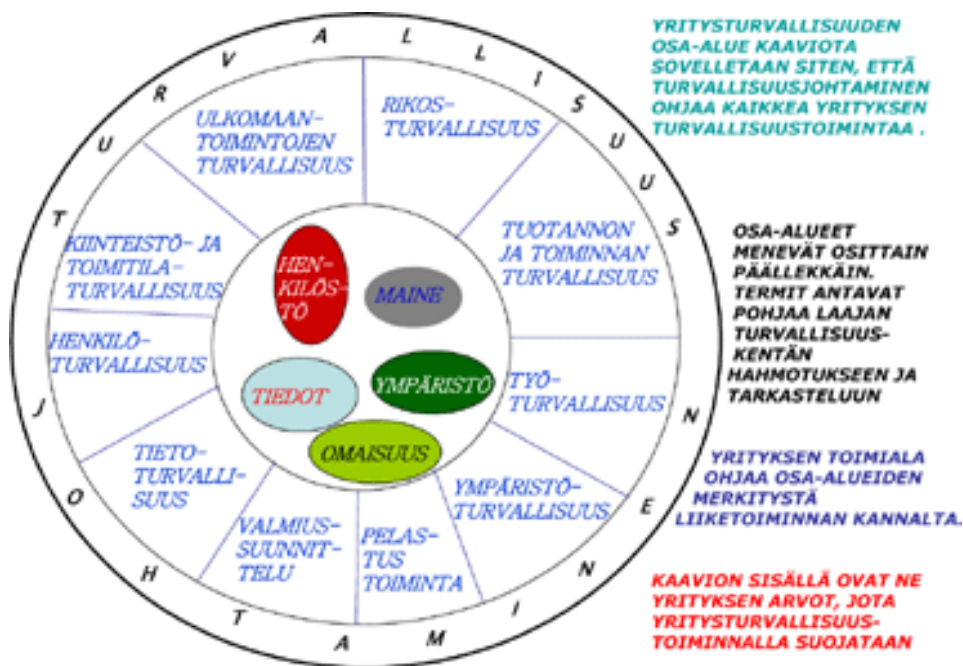 TURVALLISUUSJOHTAMINEN
RIKOS-
TURVALLISUUS
TUOTANNON
JA TOIMINNAN
TURVALLISUUS
TYÖ-
TURVALLISUUS
YMPÄRISTÖ-
TURVALLISUUS
PELAS-
TUS
TOIMINTA
VALMIUS-
SUUNNIT-
TELU
TIETO-
TURVALLI-
SUUS
HENKILÖ-
TURVALLISUUS
KIINTEISTÖ- JA
TOIMITILA-
TURVALLISUUS
ULKOMAAN-
TOIMINTOJEN
TURVALLISUUS
HEN-
KILÖS-
TÖ
MAINE
YMPÄRISTÖ
TIEDOT
OMAISUUS
YRITYSTURVALLISUUDEN
OSA-ALUE KAAVIOTA
SOVELLETAAN SITEN, ETTÄ
TURVALLISUUSJOHTAMINEN
OHJAA KAIKKEA YRITYKSEN
TURVALLISUUSTOIMINTAA .
OSA-ALUEET
MENEVÄT OSITTAIN
PÄÄLLEKKÄIN.
TERMIT ANTAVAT
POHJAA LAAJAN
TURVALLISUUS-
KENTÄN
HAHMOTUKSEEN JA
TARKASTELUUN
YRITYKSEN TOIMIALA
OHJAA OSA-ALUEIDEN
MERKITYSTÄ
LIIKETOIMINNAN KANNALTA.
KAAVION SISÄLLÄ OVAT NE
YRITYKSEN ARVOT, JOTA
YRITYSTURVALLISUUS-
TOIMINNALLA SUOJATAAN